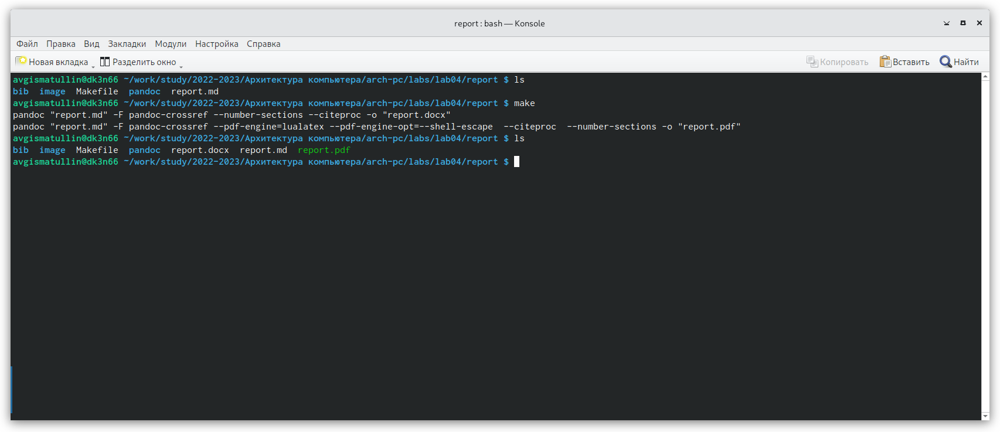 report : bash — Konsole
Файл Правка Вид Закладки Модули Настройка Справка
Новая вкладка Разделить окно Копировать Вставить Найти
avgismatullin@dk3n66 ~/work/study/2022-2023/Архитектура компьютера/arch-pc/labs/lab04/report $ ls
bib  image  Makefile  pandoc  report.md
avgismatullin@dk3n66 ~/work/study/2022-2023/Архитектура компьютера/arch-pc/labs/lab04/report $ make
pandoc "report.md" -F pandoc-crossref --number-sections --citeproc -o "report.docx"
pandoc "report.md" -F pandoc-crossref --pdf-engine=lualatex --pdf-engine-opt=--shell-escape  --citeproc  --number-sections -o "report.pdf"
avgismatullin@dk3n66 ~/work/study/2022-2023/Архитектура компьютера/arch-pc/labs/lab04/report $ ls
bib  image  Makefile  pandoc  report.docx  report.md  report.pdf
avgismatullin@dk3n66 ~/work/study/2022-2023/Архитектура компьютера/arch-pc/labs/lab04/report $